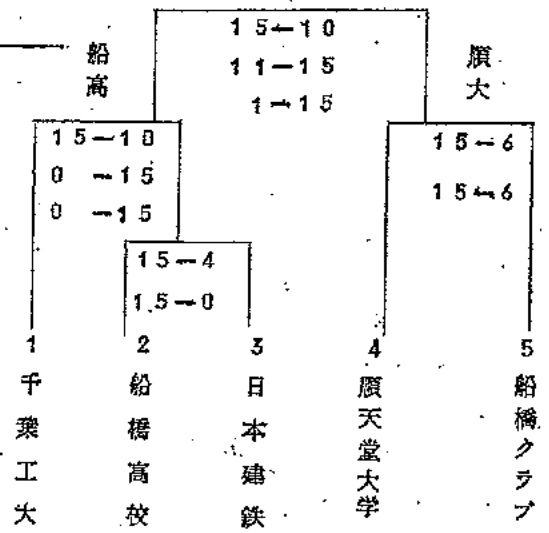 15-10
11-15
1-15
船高
順大
15-10
0-15
0-15
15-6
15-6
15-4
15-0
1
2
3
4
5
千葉工大
船橋高校
日本建鉄
順天堂大学
船橋クラブ